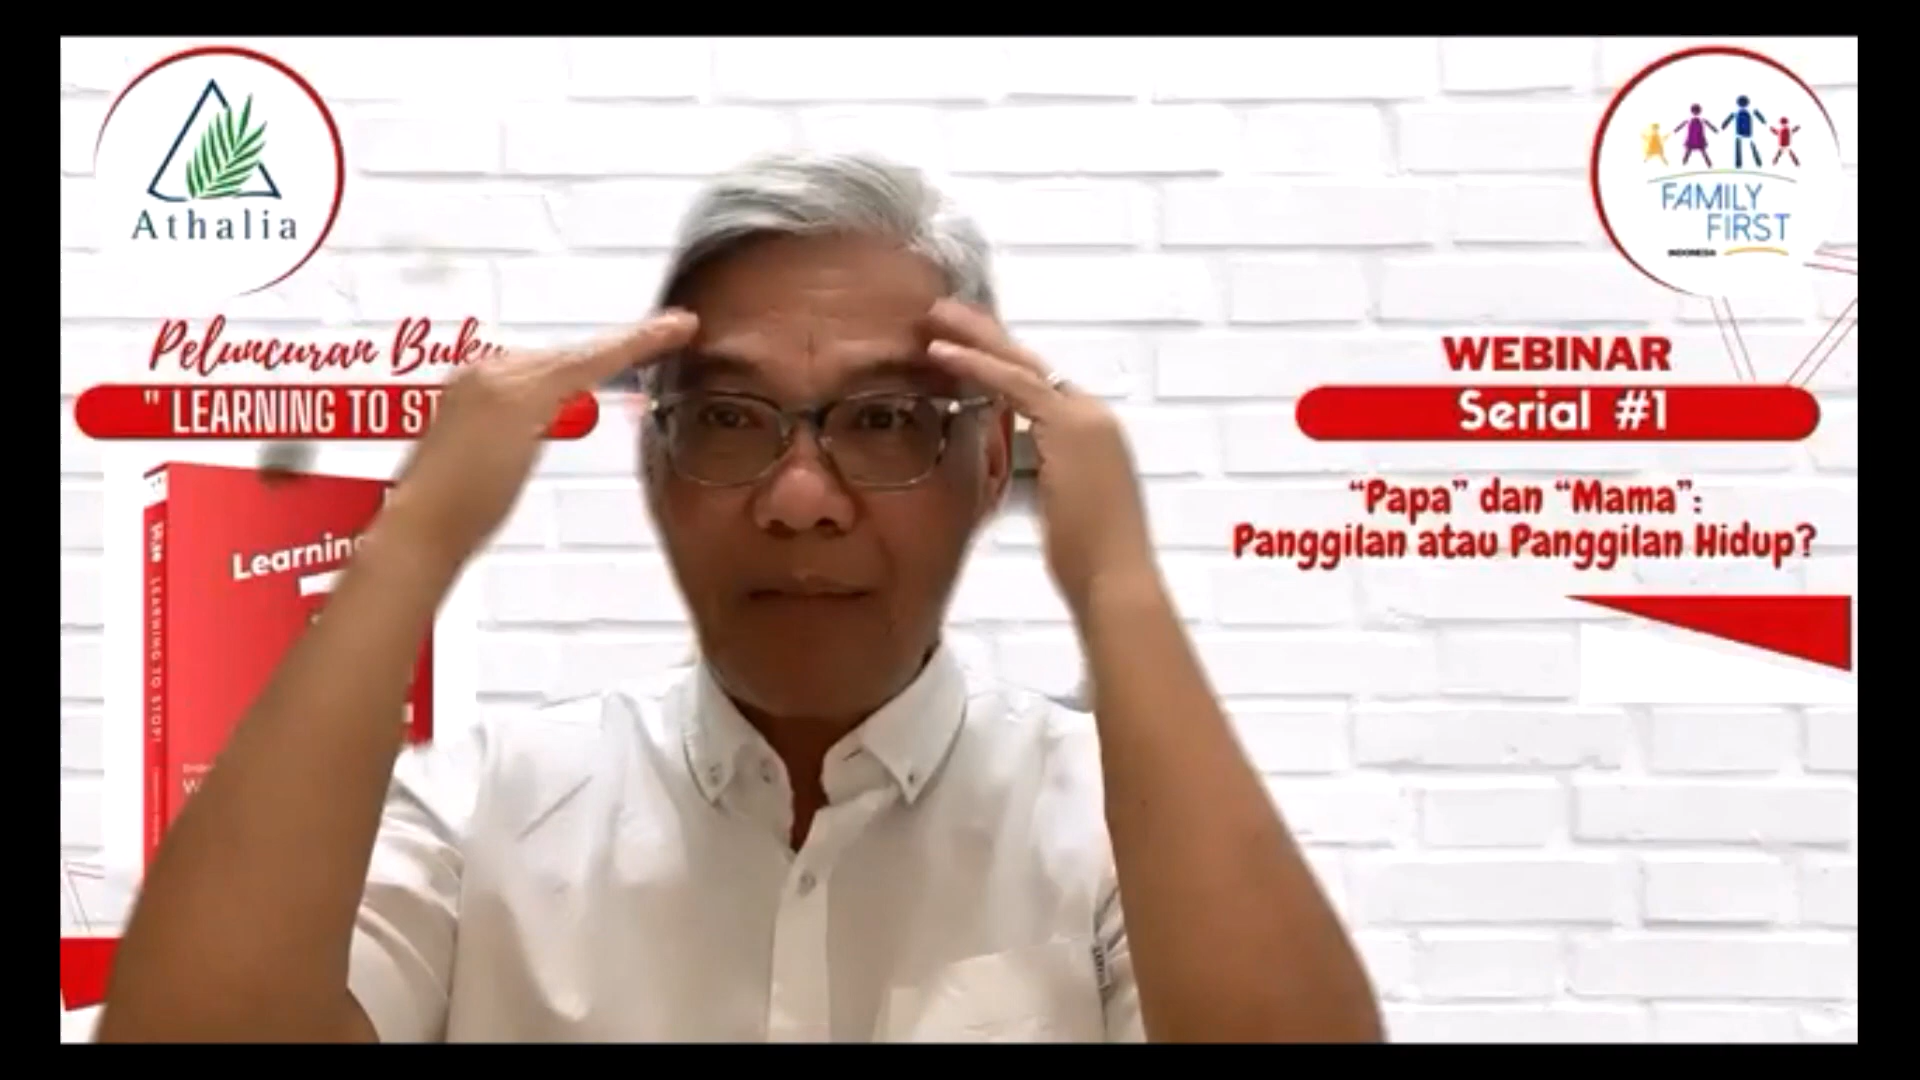 Athalia
FAMILY
FIRST
INDONESIA
Peluncuran Buku
" LEARNING TO ST
WEBINAR
Serial #1
“Papa” dan “Mama”:
Panggilan atau Panggilan Hidup?
Learning
LEARNING TO STOP!